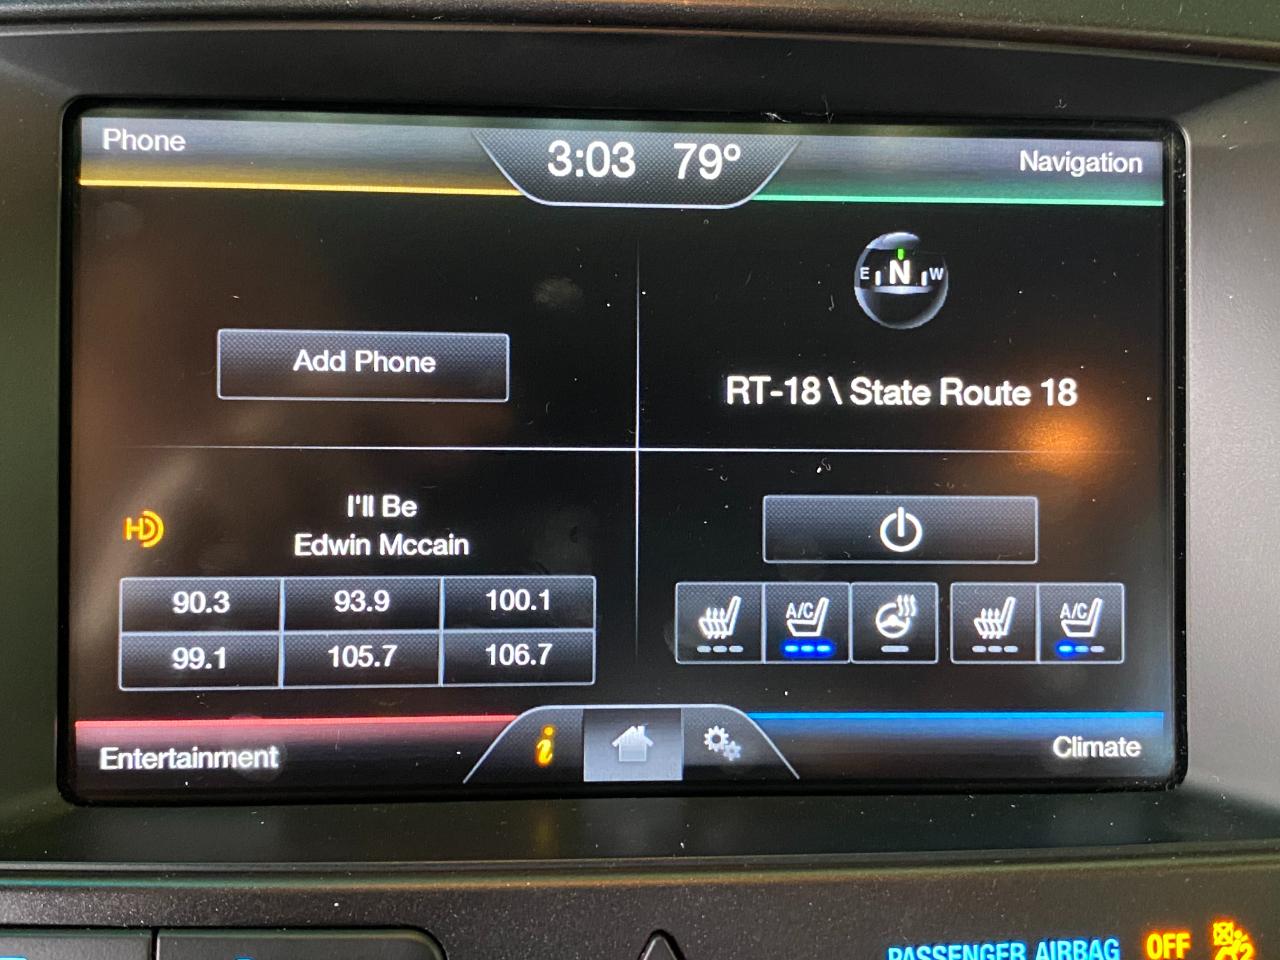 Phone
3:03 79°
Navigation
E N W
Add Phone
RT-18 \ State Route 18
HD
I'll Be
Edwin Mccain
90.3 93.9 100.1
99.1 105.7 106.7
A/C A/C
Entertainment
i
Climate
PASSENGER AIRBAG OFF